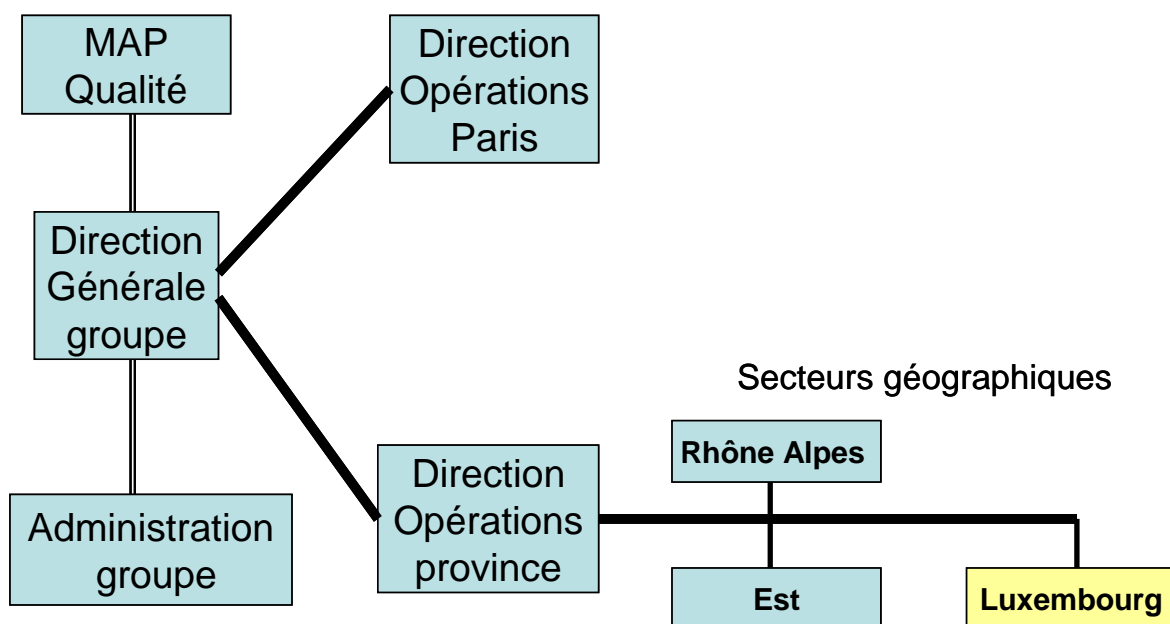 MAP
Qualité
Direction
Opérations
Paris
Direction
Générale
groupe
Secteurs géographiques
Rhône Alpes
Direction
Opérations
province
Administration
groupe
Est
Luxembourg